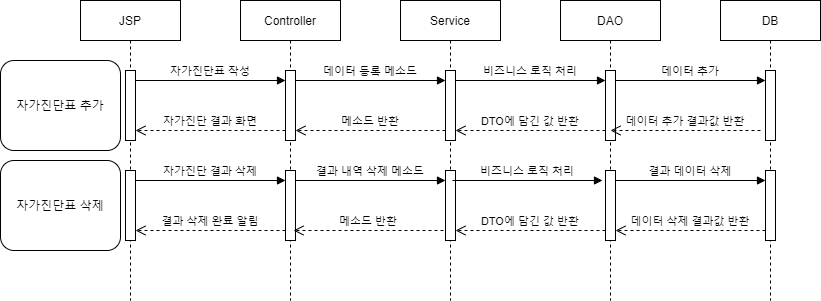 JSP
Controller
Service
DAO
DB
자가진단표 추가
자가진단표 작성
데이터 등록 메소드
비즈니스 로직 처리
데이터 추가
자가진단 결과 화면
메소드 반환
DTO에 담긴 값 반환
데이터 추가 결과값 반환
자가진단표 삭제
자가진단 결과 삭제
결과 내역 삭제 메소드
비즈니스 로직 처리
결과 데이터 삭제
결과 삭제 완료 알림
메소드 반환
DTO에 담긴 값 반환
데이터 삭제 결과값 반환